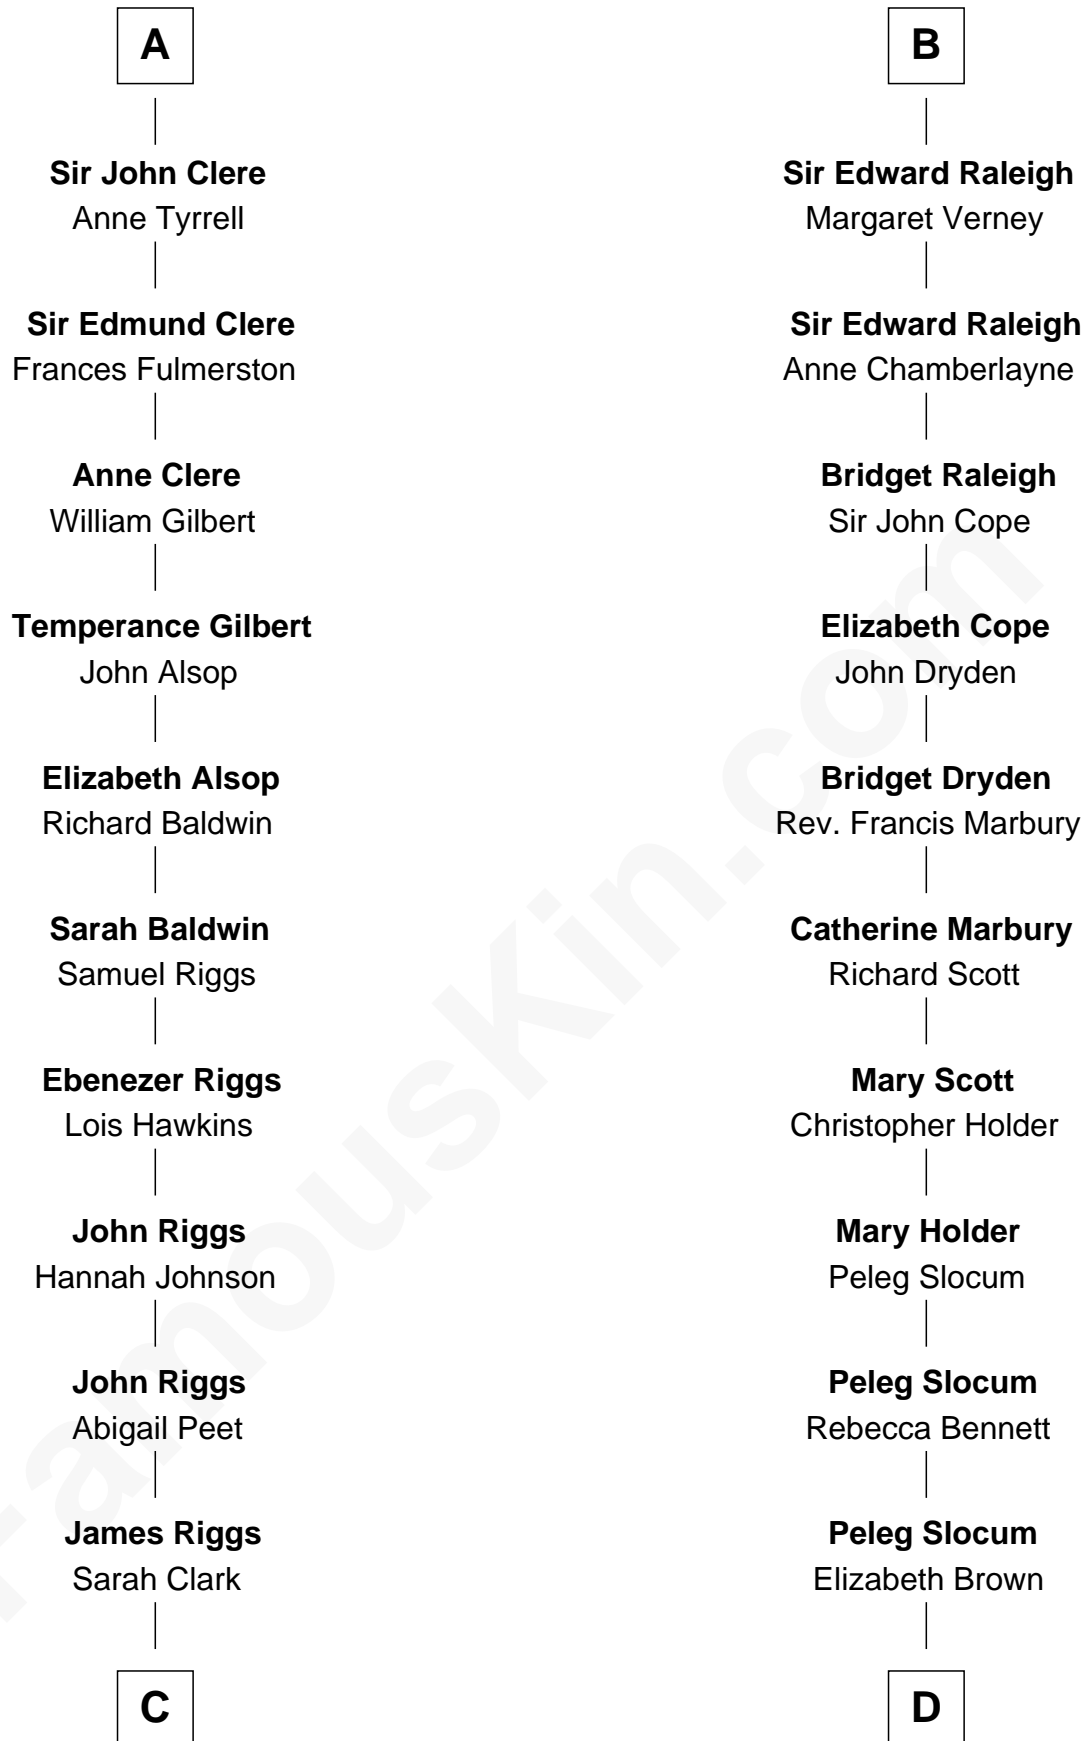 A
Sir John Clere
Anne Tyrrell
Sir Edmund Clere
Frances Fulmerston
Anne Clere
William Gilbert
Temperance Gilbert
John Alsop
Elizabeth Alsop
Richard Baldwin
Sarah Baldwin
Samuel Riggs
Ebenezer Riggs
Lois Hawkins
John Riggs
Hannah Johnson
John Riggs
Abigail Peet
James Riggs
Sarah Clark
C
B
Sir Edward Raleigh
Margaret Verney
Sir Edward Raleigh
Anne Chamberlayne
Bridget Raleigh
Sir John Cope
Elizabeth Cope
John Dryden
Bridget Dryden
Rev. Francis Marbury
Catherine Marbury
Richard Scott
Mary Scott
Christopher Holder
Mary Holder
Peleg Slocum
Peleg Slocum
Rebecca Bennett
Peleg Slocum
Elizabeth Brown
D
FamousKin.com